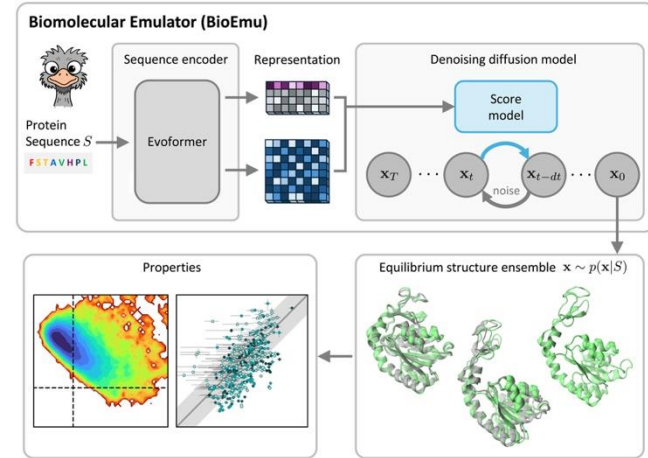 Biomolecular Emulator (BioEmu)
Sequence encoder
Representation
Denoising diffusion model
Protein
Sequence S
FSTAVHPL
Evoformer
Score
model
x_T ··· x_t noise x_{t−dt} ··· x_0
Properties
Equilibrium structure ensemble x ∼ p(x|S)